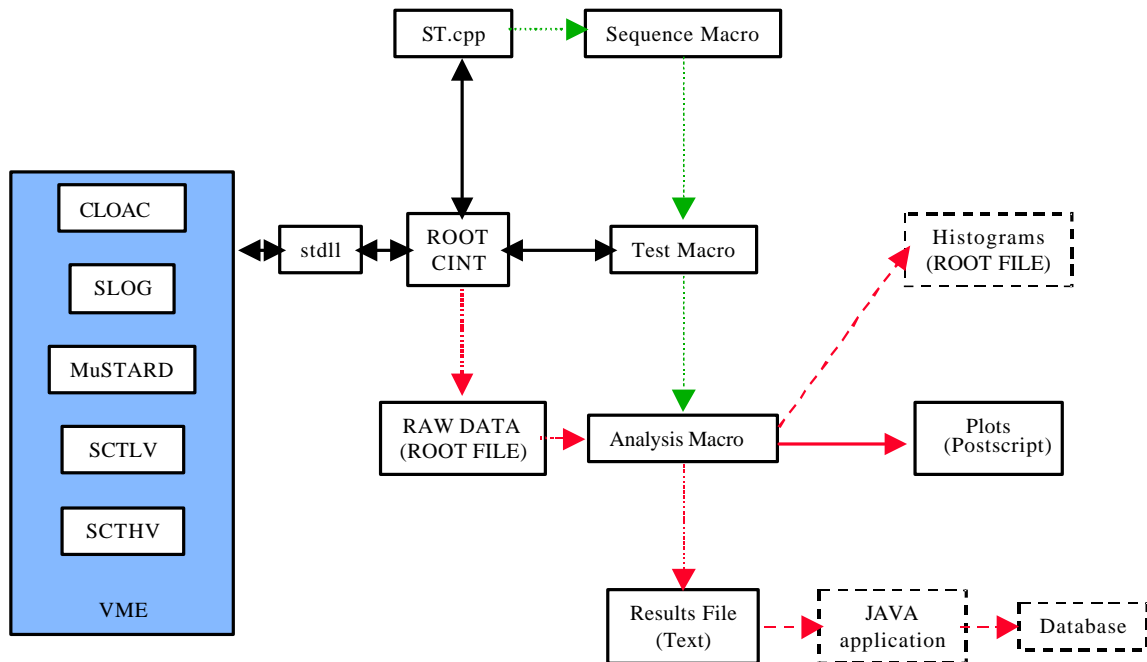 ST.cpp
Sequence Macro
CLOAC
SLOG
MuSTARD
SCTLV
SCTHV
VME
stdll
ROOT
CINT
Test Macro
Histograms
(ROOT FILE)
RAW DATA
(ROOT FILE)
Analysis Macro
Plots
(Postscript)
Results File
(Text)
JAVA
application
Database